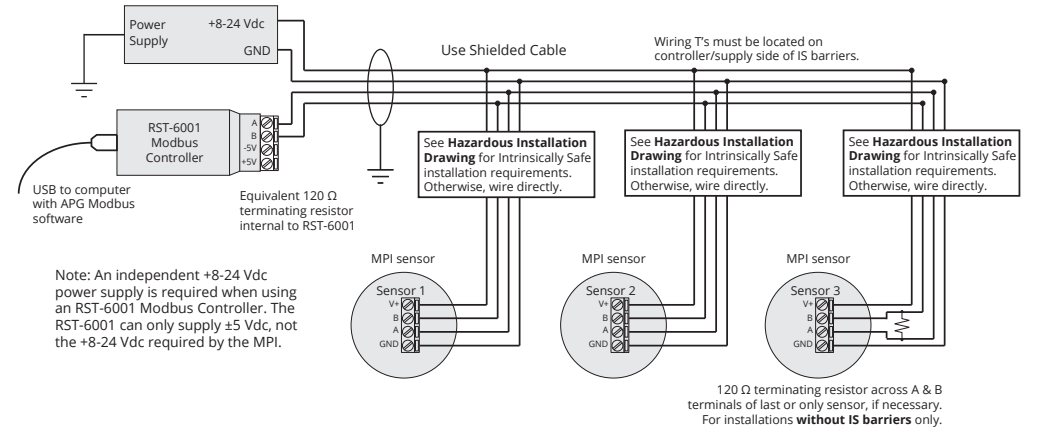 Power
Supply
+8-24 Vdc
GND
Use Shielded Cable
Wiring T's must be located on
controller/supply side of IS barriers.
RST-6001
Modbus
Controller
A
B
-5V
+5V
USB to computer
with APG Modbus
software
Equivalent 120 Ω
terminating resistor
internal to RST-6001
See Hazardous Installation
Drawing for Intrinsically Safe
installation requirements.
Otherwise, wire directly.
See Hazardous Installation
Drawing for Intrinsically Safe
installation requirements.
Otherwise, wire directly.
See Hazardous Installation
Drawing for Intrinsically Safe
installation requirements.
Otherwise, wire directly.
Note: An independent +8-24 Vdc
power supply is required when using
an RST-6001 Modbus Controller. The
RST-6001 can only supply ±5 Vdc, not
the +8-24 Vdc required by the MPI.
MPI sensor
Sensor 1
V+
B
A
GND
MPI sensor
Sensor 2
V+
B
A
GND
MPI sensor
Sensor 3
V+
B
A
GND
120 Ω terminating resistor across A & B
terminals of last or only sensor, if necessary.
For installations without IS barriers only.